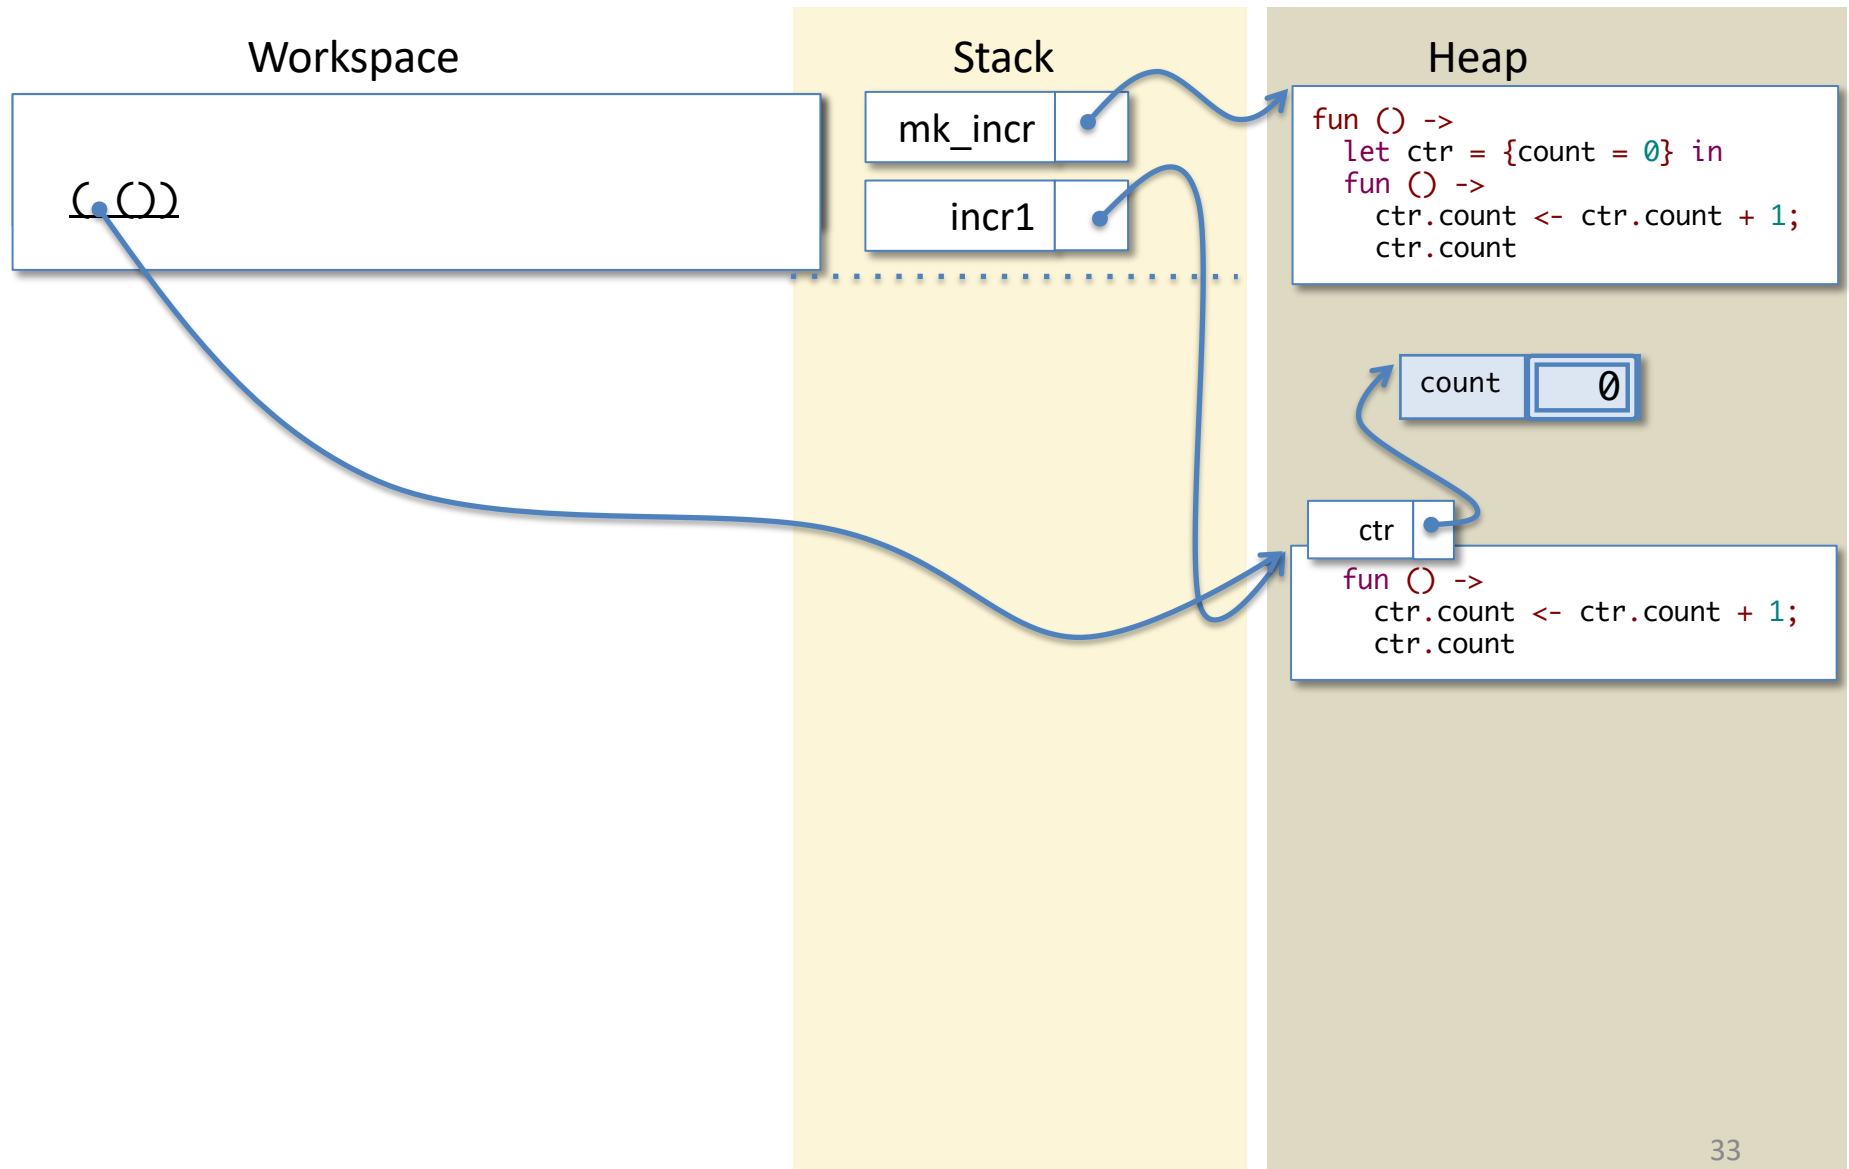 Workspace
( ())
Stack
mk_incr
incr1
Heap
fun () ->
let ctr = {count = 0} in
fun () ->
ctr.count <- ctr.count + 1;
ctr.count
count 0
ctr
fun () ->
ctr.count <- ctr.count + 1;
ctr.count
33